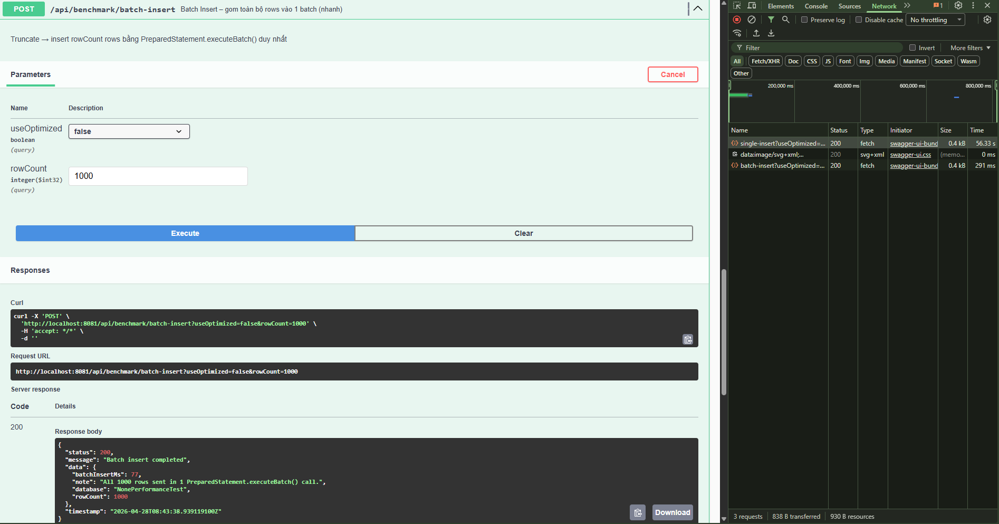 POST /api/benchmark/batch-insert Batch Insert – gom toàn bộ rows vào 1 batch (nhanh)
Truncate → insert rowCount rows bằng PreparedStatement.executeBatch() duy nhất
Parameters
Cancel
Name Description
useOptimized
boolean
(query)
false
rowCount
integer($int32)
(query)
1000
Execute
Clear
Responses
Curl
curl -X 'POST' \
'http://localhost:8081/api/benchmark/batch-insert?useOptimized=false&rowCount=1000' \
-H 'accept: */*' \
-d ''
Request URL
http://localhost:8081/api/benchmark/batch-insert?useOptimized=false&rowCount=1000
Server response
Code Details
200
Response body
{
"status": 200,
"message": "Batch insert completed",
"data": {
"batchInsertMs": 77,
"note": "All 1000 rows sent in 1 PreparedStatement.executeBatch() call.",
"database": "NonePerformanceTest",
"rowCount": 1000
},
"timestamp": "2026-04-28T08:43:38.939119100Z"
}
Download
Elements Console Sources Network 1
Preserve log Disable cache No throttling
Filter Invert More filters
All Fetch/XHR Doc CSS JS Font Img Media Manifest Socket Wasm
Other
200,000 ms 400,000 ms 600,000 ms 800,000 ms
Name Status Type Initiator Size Time
single-insert?useOptimized=... 200 fetch swagger-ui-bund 0.4 kB 56.33 s
data:image/svg+xml;... 200 svg+xml swagger-ui.css (memo... 0 ms
batch-insert?useOptimized=... 200 fetch swagger-ui-bund 0.4 kB 291 ms
3 requests 838 B transferred 930 B resources